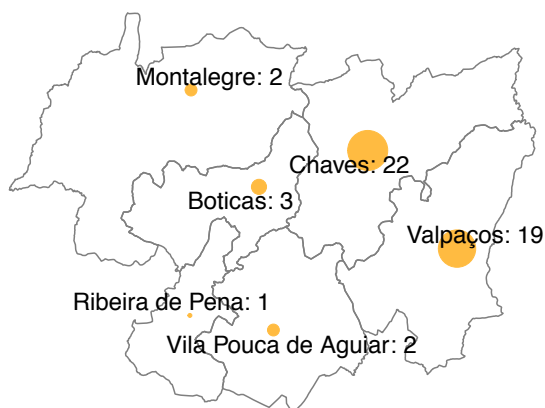 Montalegre: 2
Chaves: 22
Boticas: 3
Valpaços: 19
Ribeira de Pena: 1
Vila Pouca de Aguiar: 2